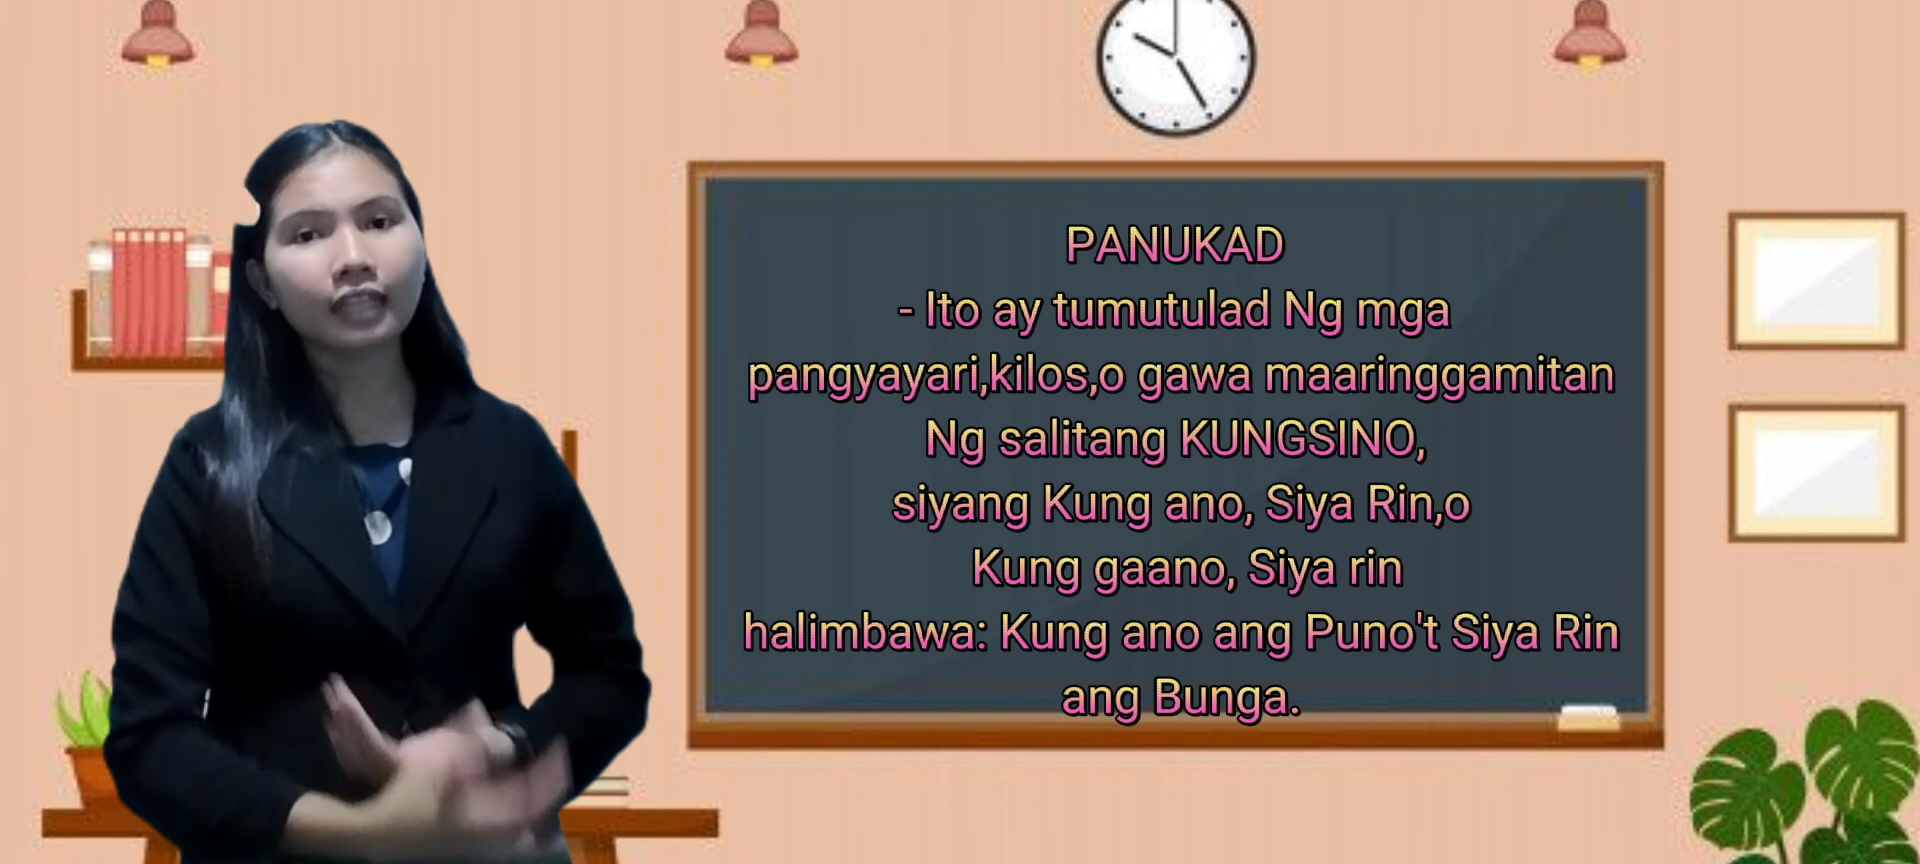 PANUKAD
- Ito ay tumutulad Ng mga
pangyayari,kilos,o gawa maaringgamitan
Ng salitang KUNGSINO,
siyang Kung ano, Siya Rin,o
Kung gaano, Siya rin
halimbawa: Kung ano ang Puno't Siya Rin
ang Bunga.